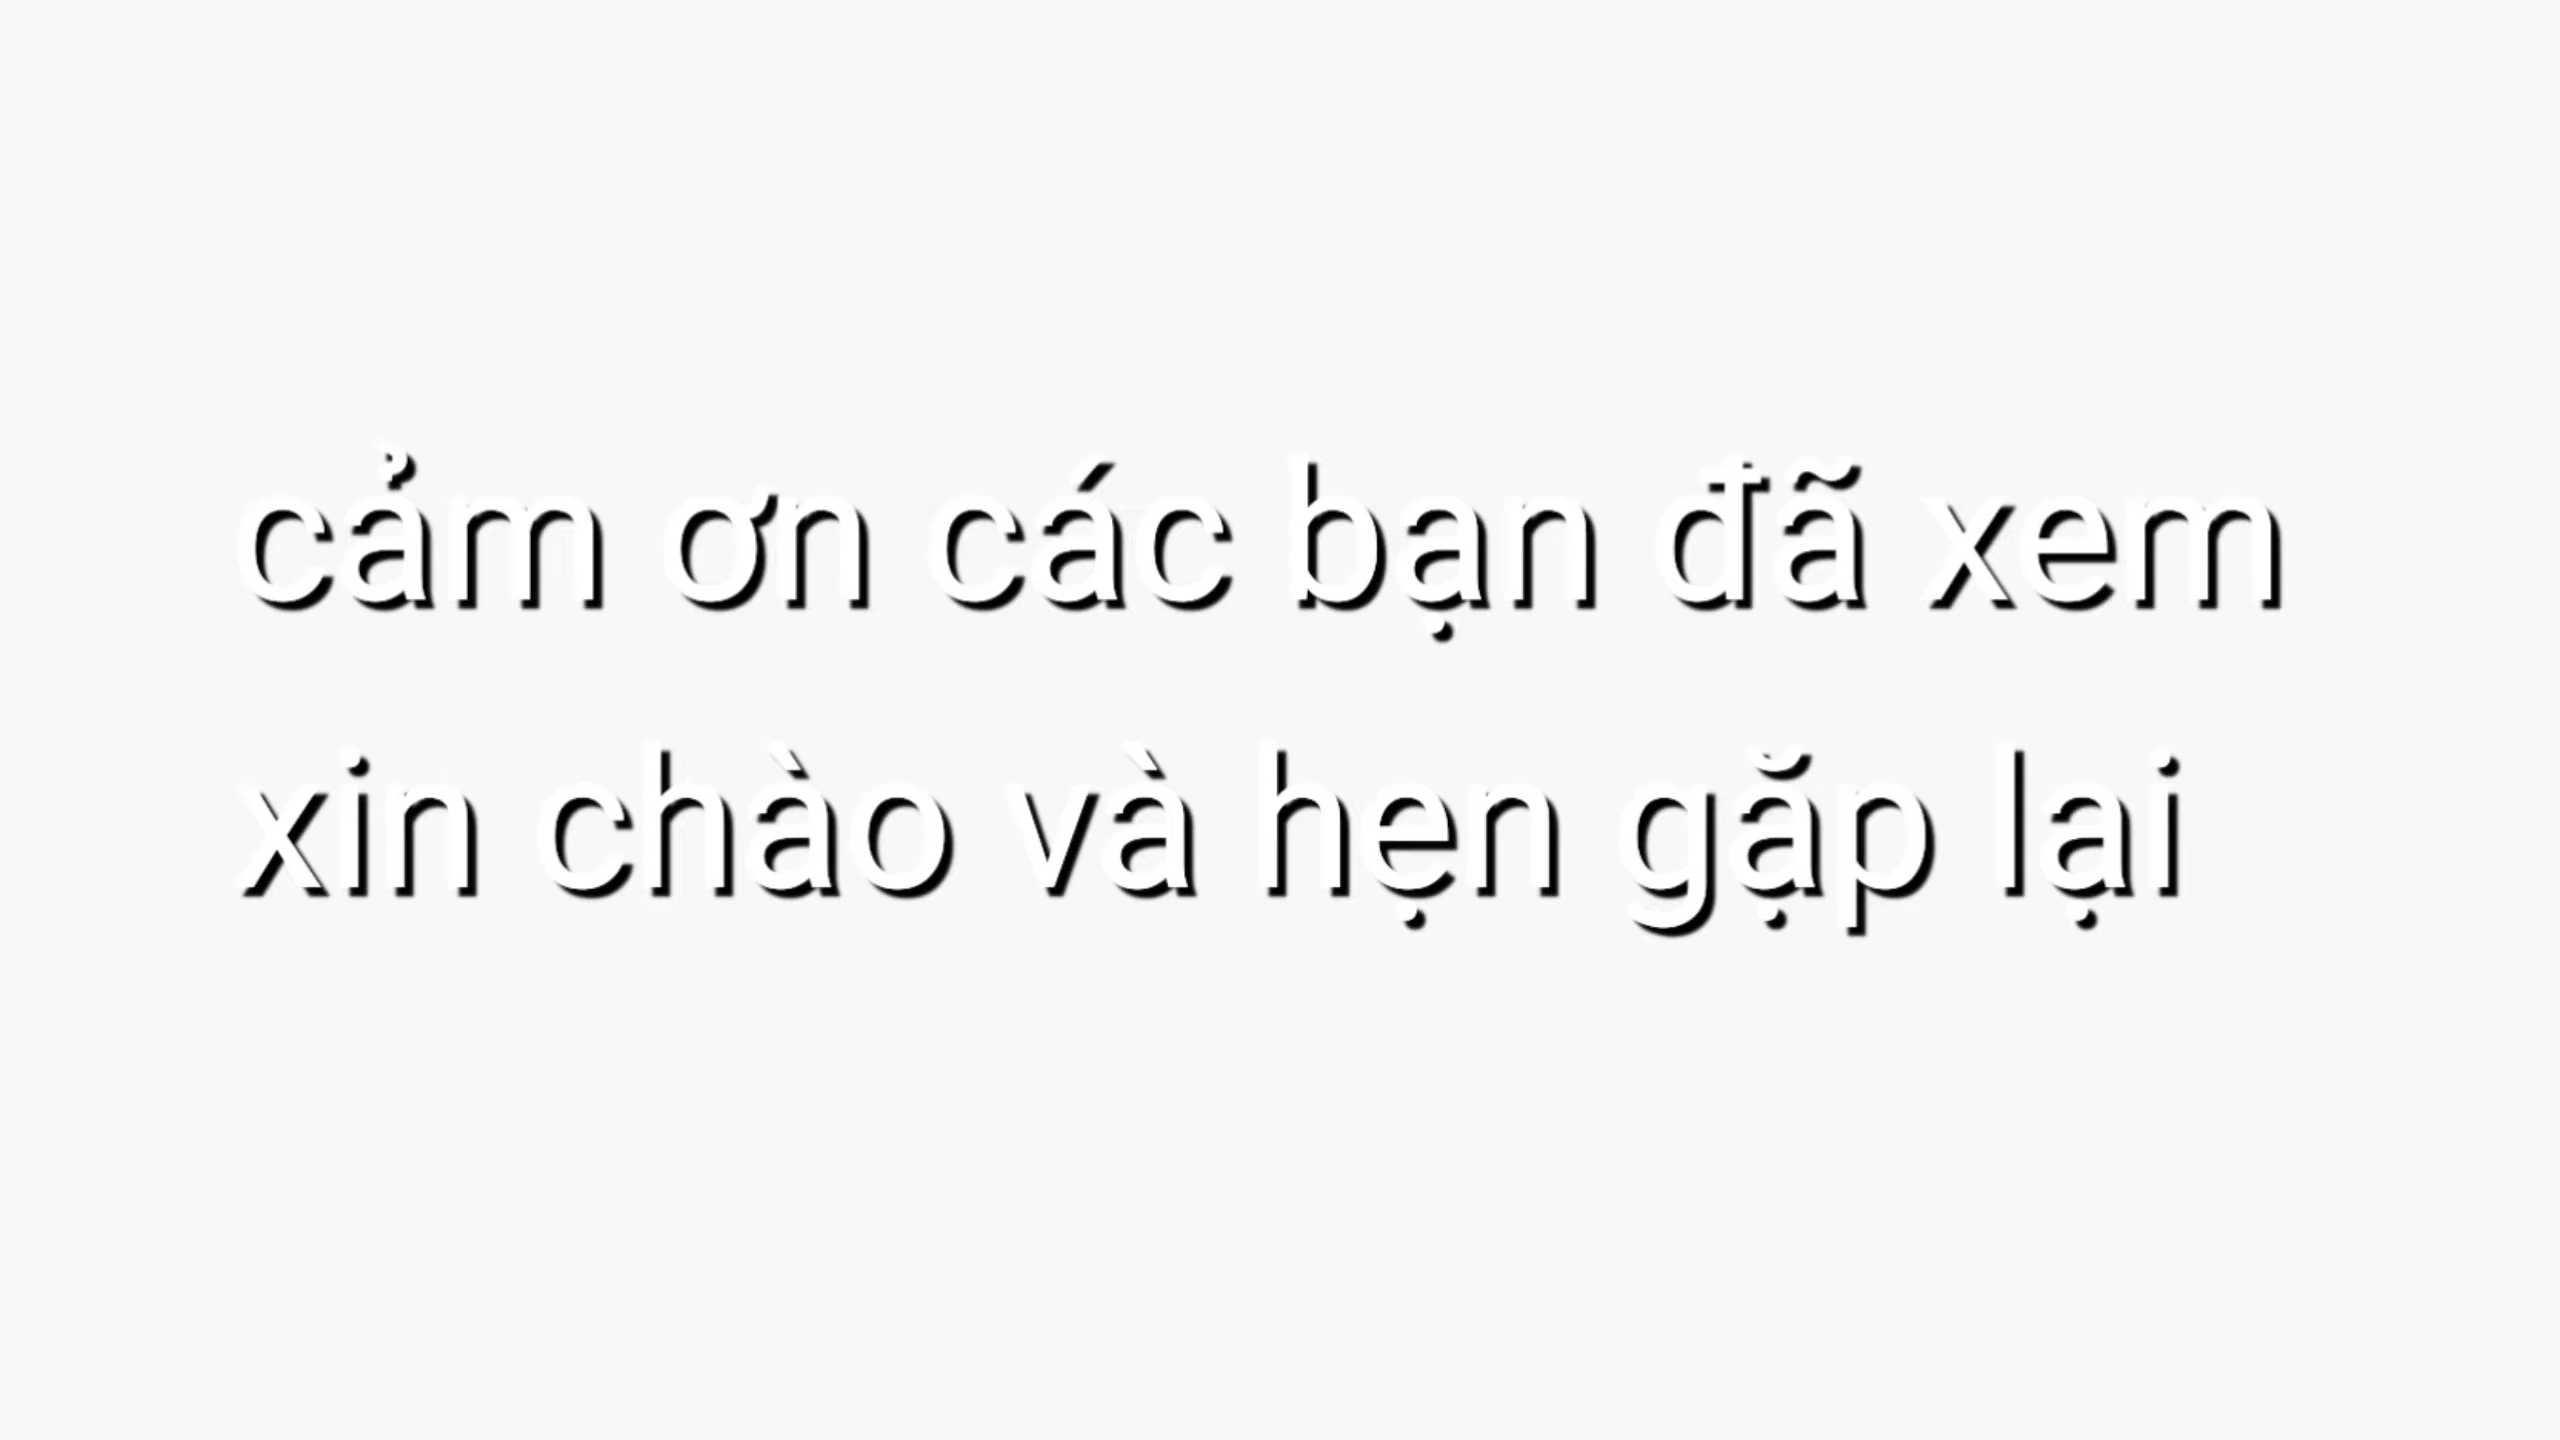 cảm ơn các bạn đã xem
xin chào và hẹn gặp lại